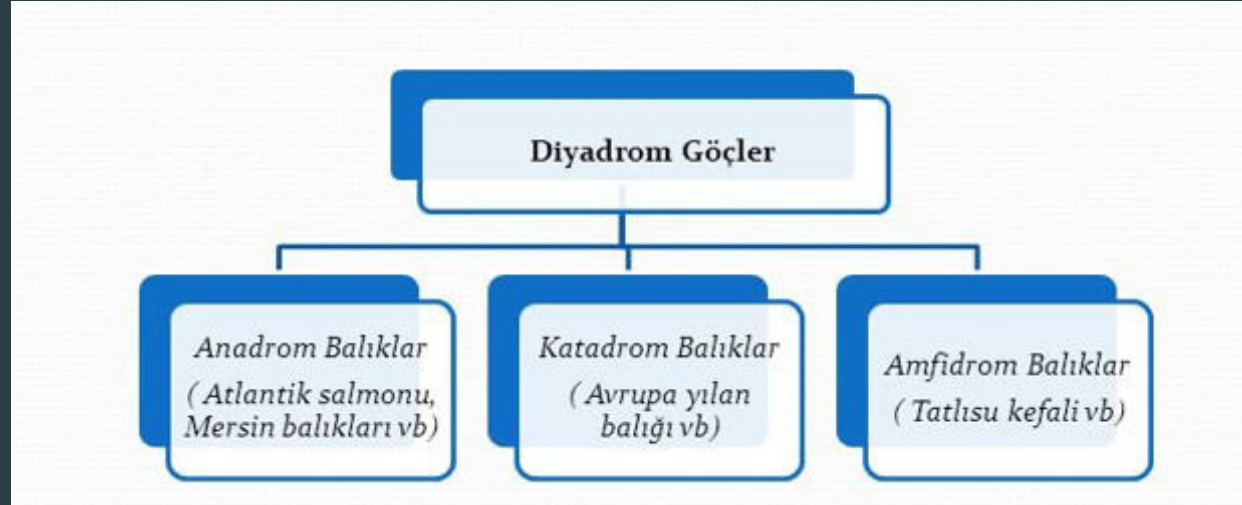 Diyadrom Göçler
Anadrom Balıklar
( Atlantik salmonu,
Mersin balıkları vb)
Katadrom Balıklar
( Avrupa yılan
balığı vb)
Amfidrom Balıklar
( Tatlısu kefali vb)